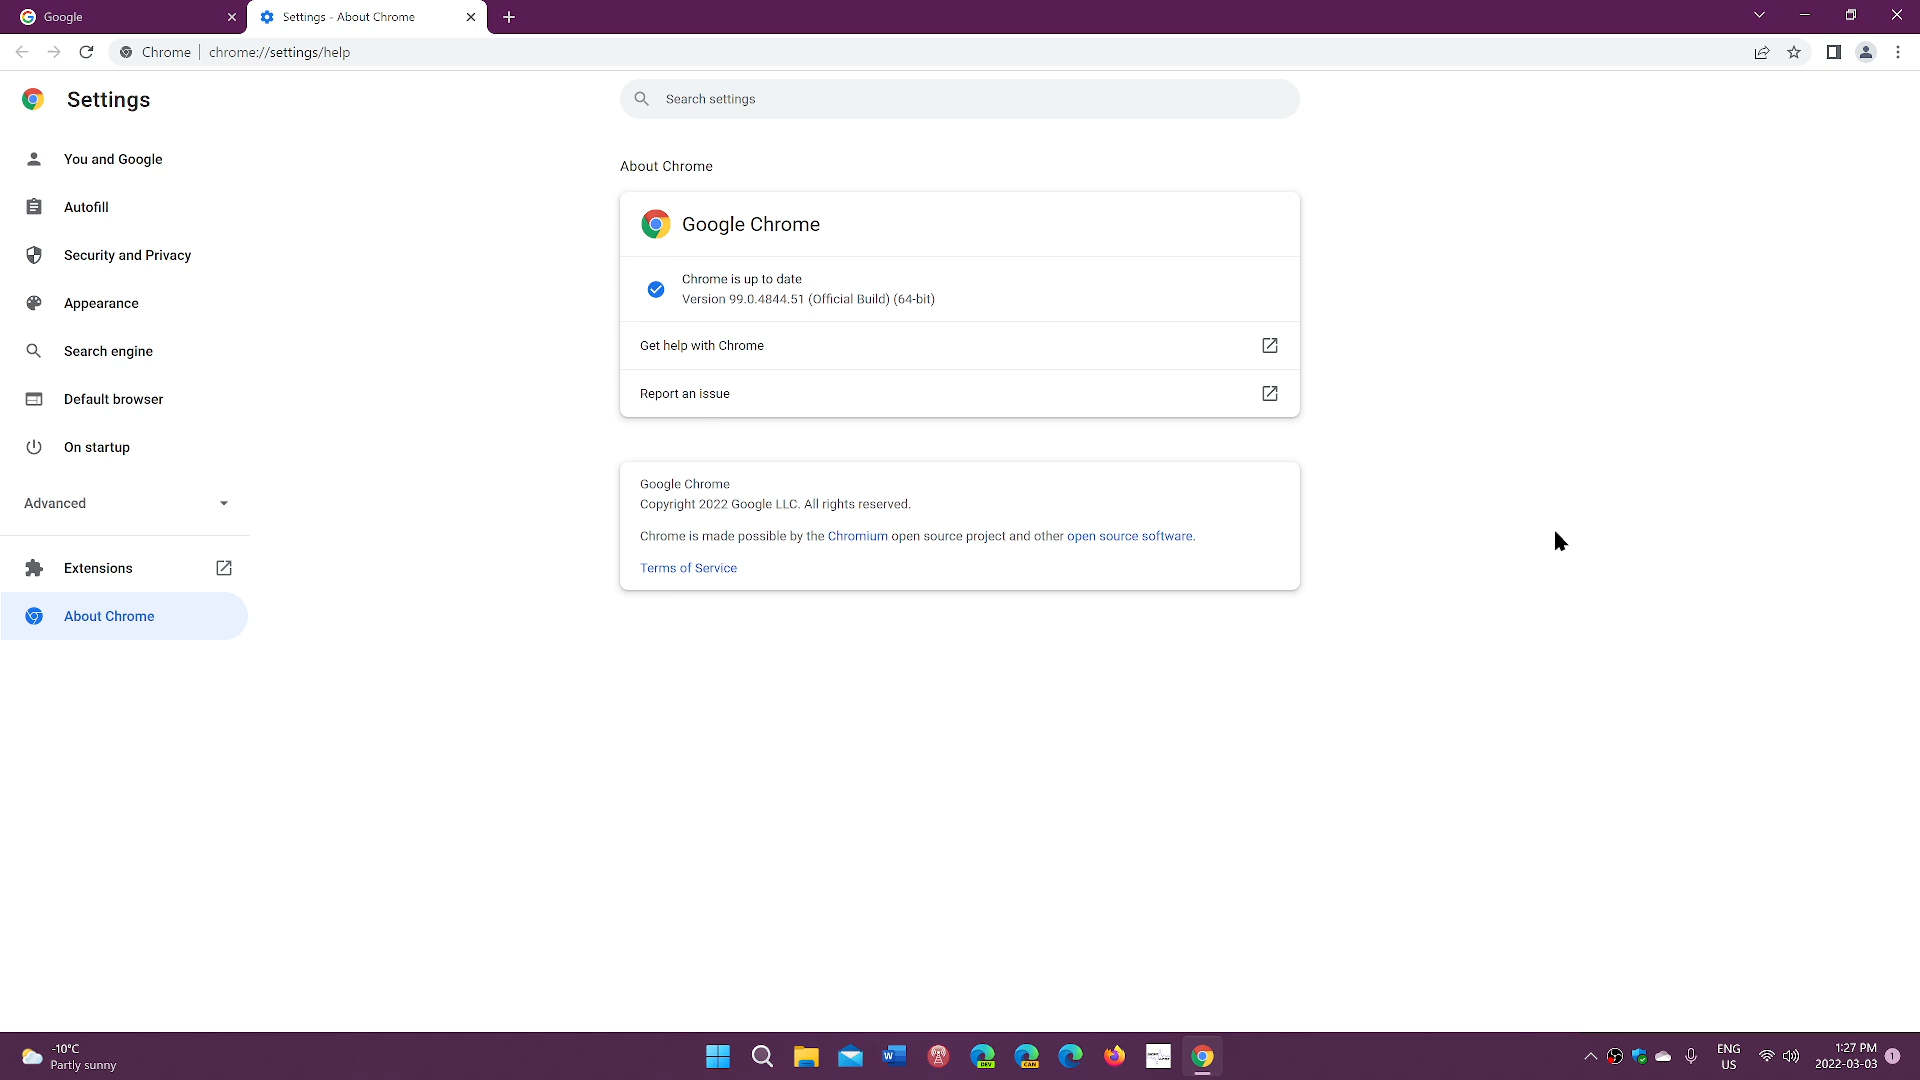 Google
Settings - About Chrome
Chrome
chrome://settings/help
Settings
Search settings
You and Google
Autofill
Security and Privacy
Appearance
Search engine
Default browser
On startup
Advanced
Extensions
About Chrome
About Chrome
Google Chrome
Chrome is up to date
Version 99.0.4844.51 (Official Build) (64-bit)
Get help with Chrome
Report an issue
Google Chrome
Copyright 2022 Google LLC. All rights reserved.
Chrome is made possible by the Chromium open source project and other open source software.
Terms of Service
-10°C
Partly sunny
W
DEV
CAN
ENG
US
1:27 PM
2022-03-03
1